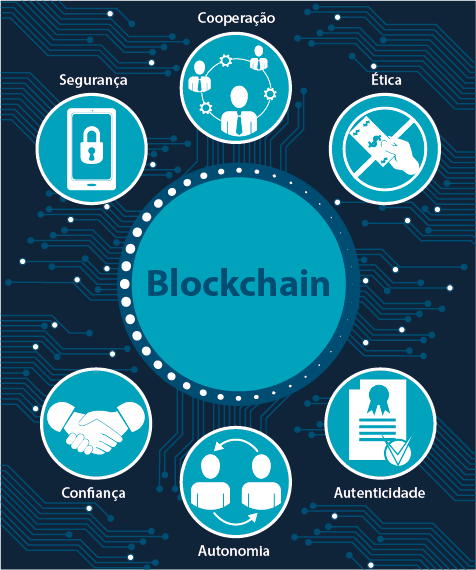 Cooperação
Segurança
Ética
Blockchain
Confiança
Autenticidade
Autonomia